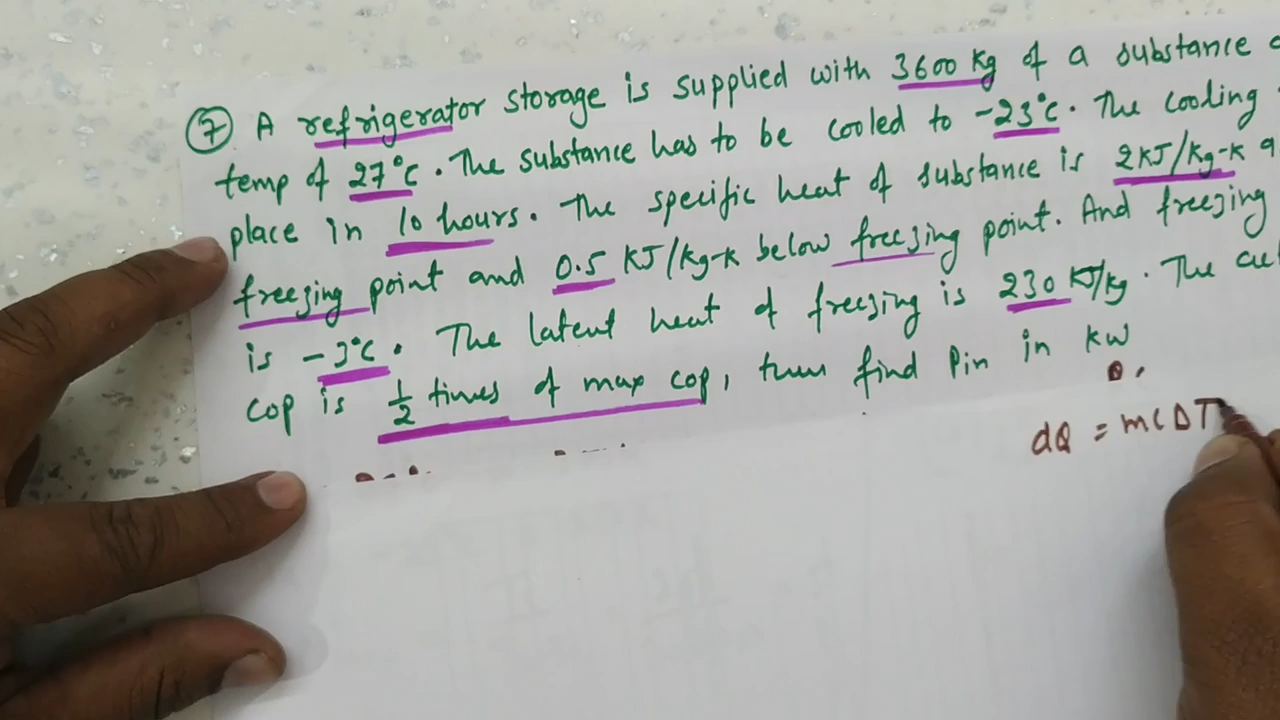 ⑦ A refrigerator storage is supplied with 3600 kg of a substance
temp of 27°c. The substance has to be cooled to -23°c. The cooling
place in 10 hours. The specific heat of substance is 2KJ/kg-k
freezing point and 0.5 KJ/kg-k below freezing point. And freezing
is -3°c. The latent heat of freezing is 230 KJ/kg. The
cop is 1/2 times of max cop, then find Pin in kw
dQ = mcΔT